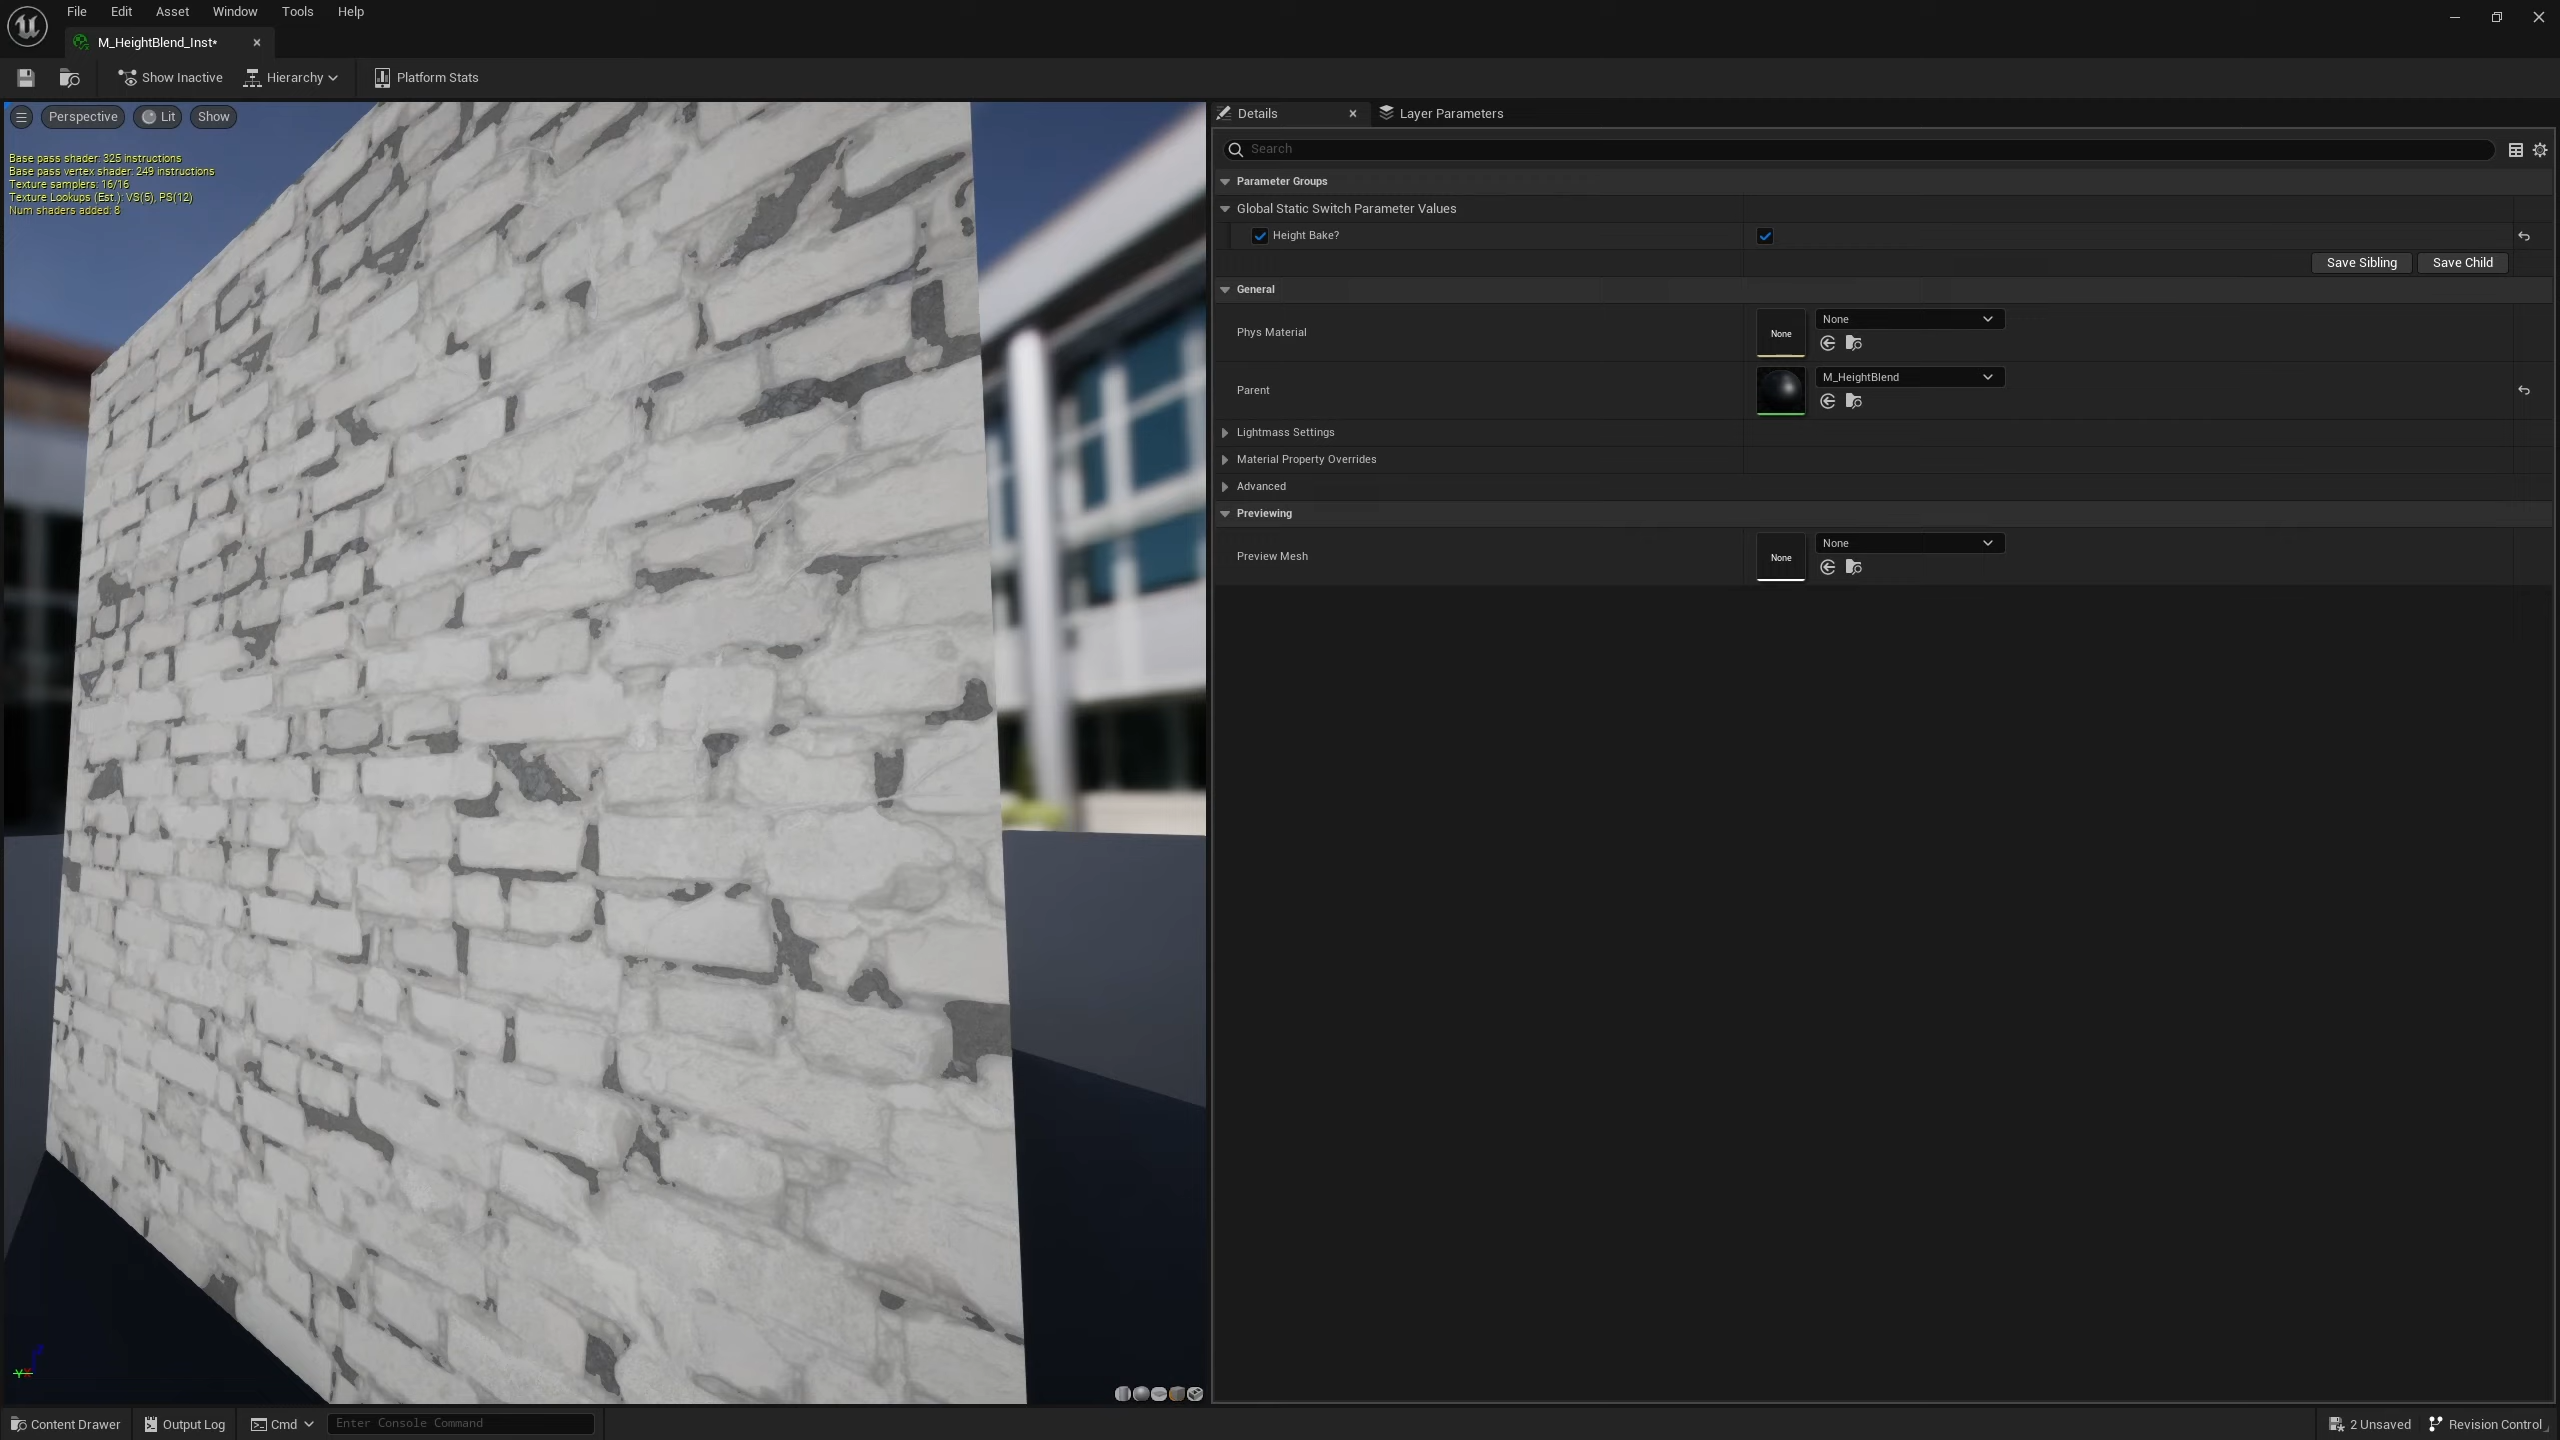 File Edit Asset Window Tools Help
M_HeightBlend_Inst*
Show Inactive Hierarchy Platform Stats
Perspective Lit Show
Base pass shader: 325 instructions
Base pass vertex shader: 249 instructions
Texture samplers: 16/16
Texture Lookups (Est.): VS(5), PS(12)
Num shaders added: 8
Details Layer Parameters
Search
Parameter Groups
Global Static Switch Parameter Values
Height Bake?
Save Sibling Save Child
General
Phys Material None None
Parent M_HeightBlend
Lightmass Settings
Material Property Overrides
Advanced
Previewing
Preview Mesh None None
Content Drawer Output Log Cmd Enter Console Command 2 Unsaved Revision Control